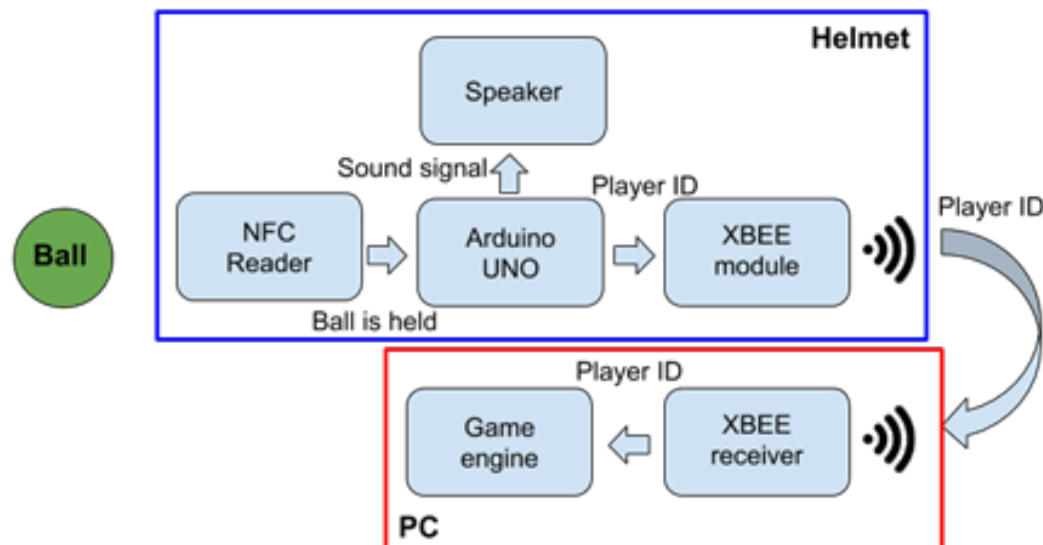 Helmet
Speaker
Sound signal
Player ID
Player ID
Ball
NFC
Reader
Arduino
UNO
XBEE
module
Ball is held
Player ID
Game
engine
XBEE
receiver
PC